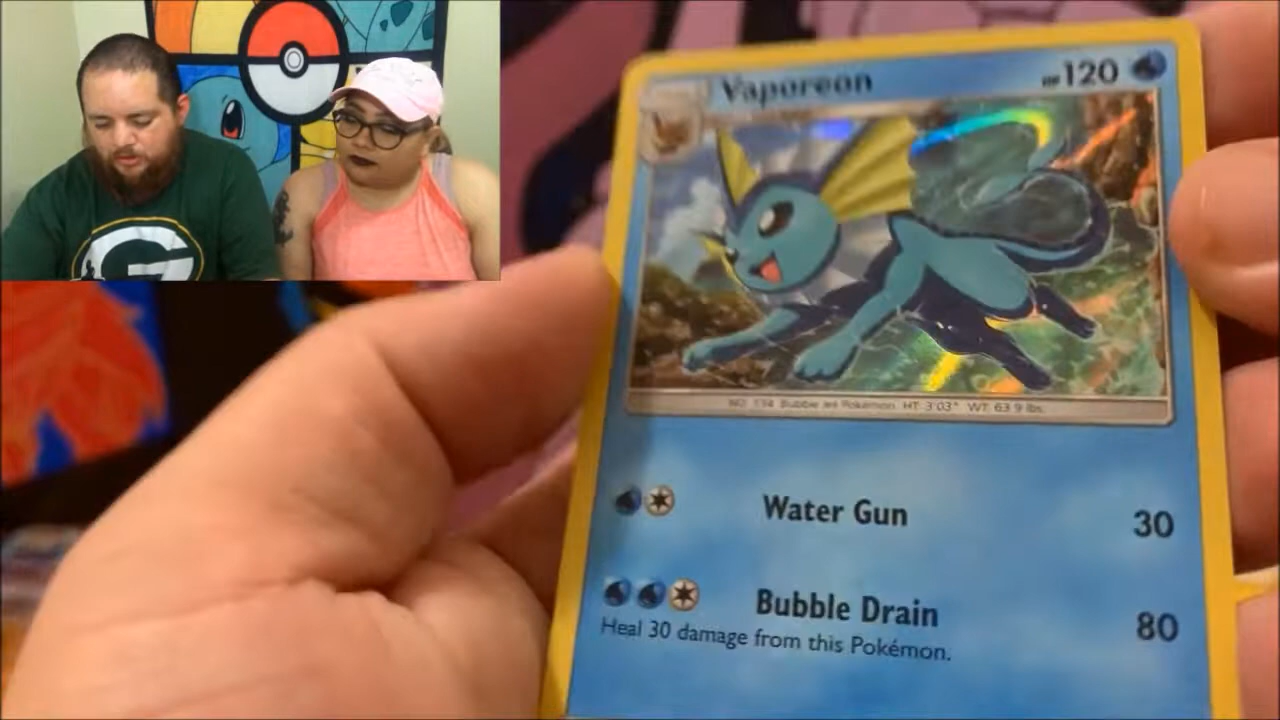 Vaporeon
HP120
NO. 134 Bubble Jet Pokémon. HT: 3'03" WT: 63.9 lbs.
Water Gun 30
Bubble Drain 80
Heal 30 damage from this Pokémon.
G